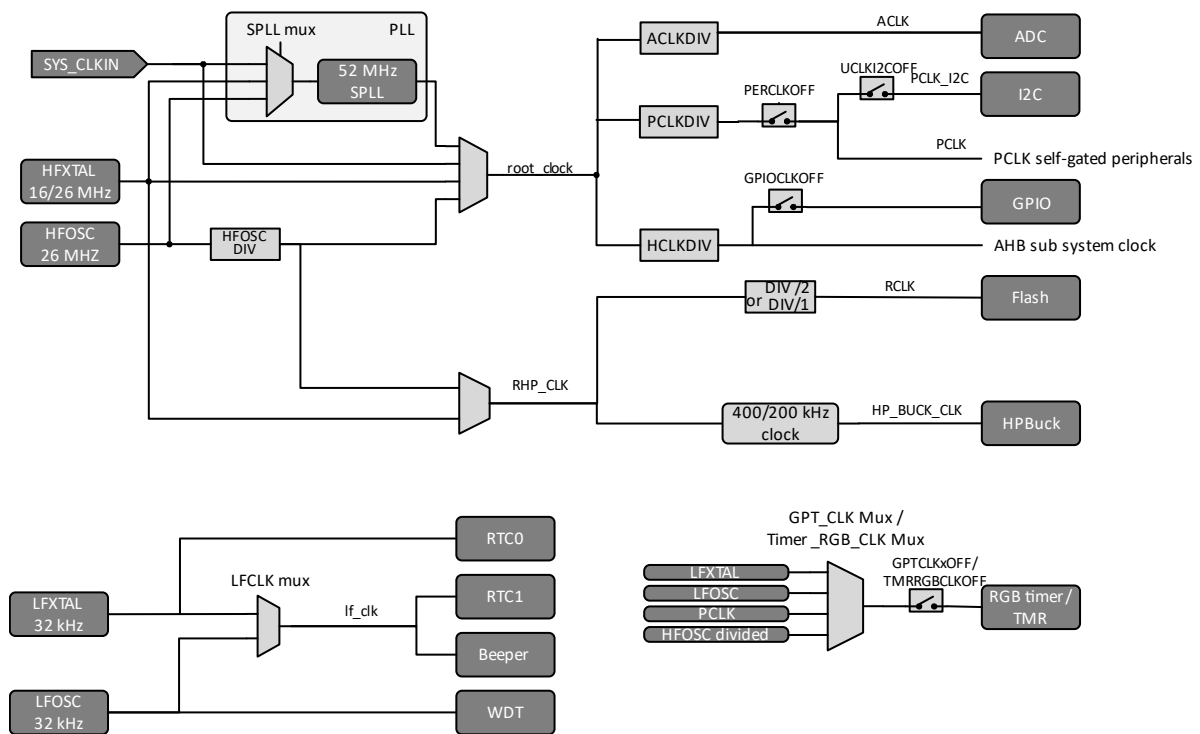 SPLL mux
PLL
SYS_CLKIN
52 MHz
SPLL
HFXTAL
16/26 MHz
HFOSC
26 MHZ
HFOSC
DIV
root_clock
ACLKDIV
ACLK
ADC
PCLKDIV
PERCLKOFF
UCLKI2COFF
PCLK_I2C
I2C
PCLK
PCLK self-gated peripherals
GPIOCLKOFF
GPIO
HCLKDIV
AHB sub system clock
DIV /2
or DIV/1
RCLK
Flash
RHP_CLK
400/200 kHz
clock
HP_BUCK_CLK
HPBuck
RTC0
LFCLK mux
LFXTAL
32 kHz
lf_clk
RTC1
Beeper
LFOSC
32 kHz
WDT
GPT_CLK Mux /
Timer _RGB_CLK Mux
LFXTAL
LFOSC
PCLK
HFOSC divided
GPTCLKxOFF/
TMRRGBCLKOFF
RGB timer /
TMR